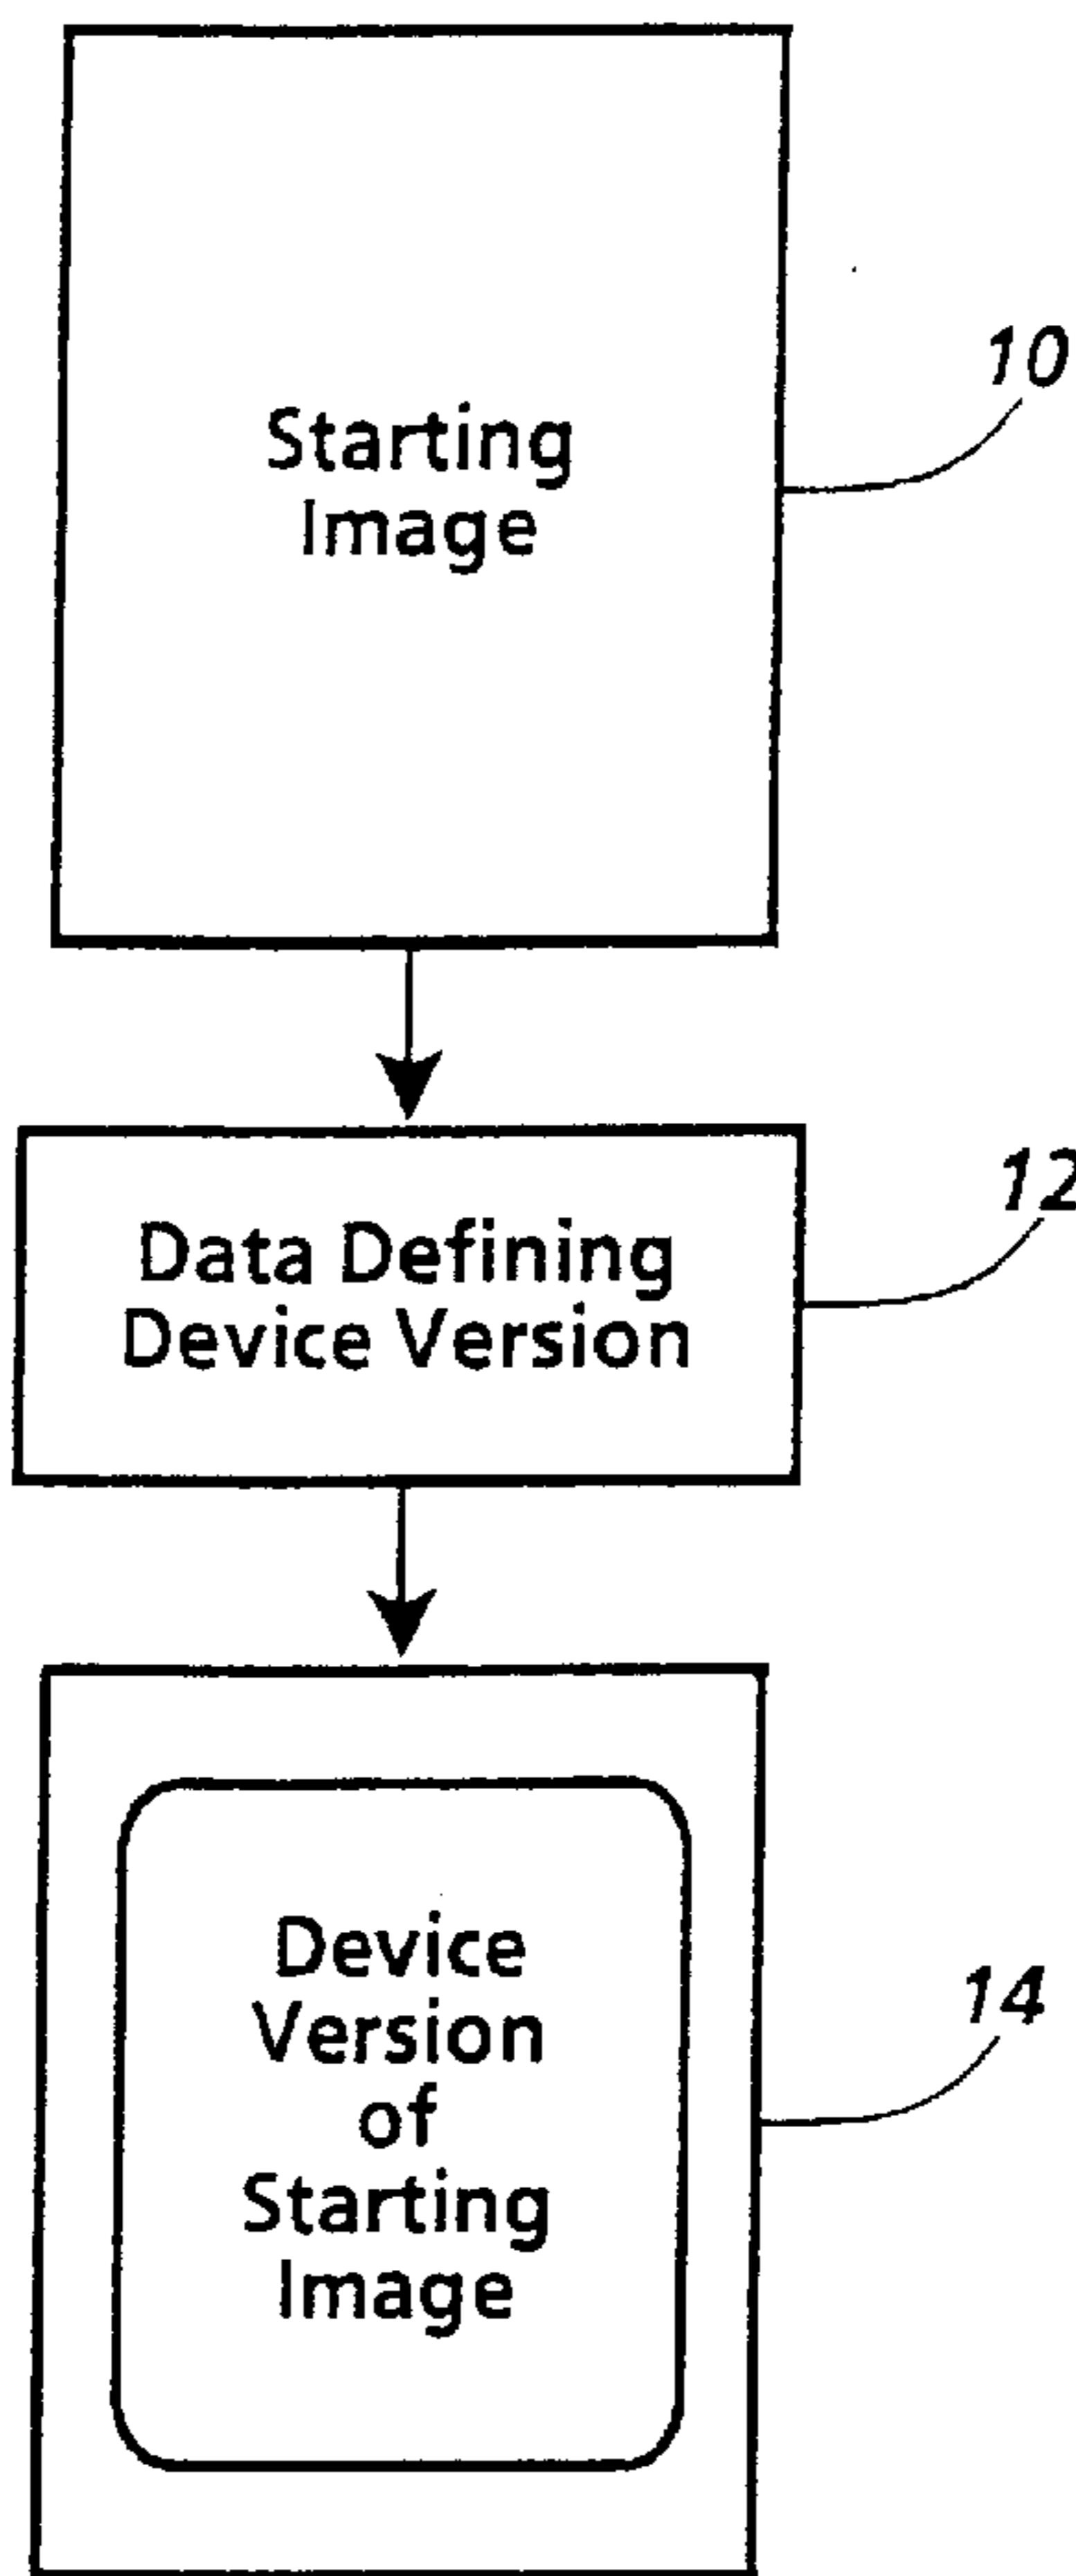 Starting
Image
10
Data Defining
Device Version
12
Device
Version
of
Starting
Image
14